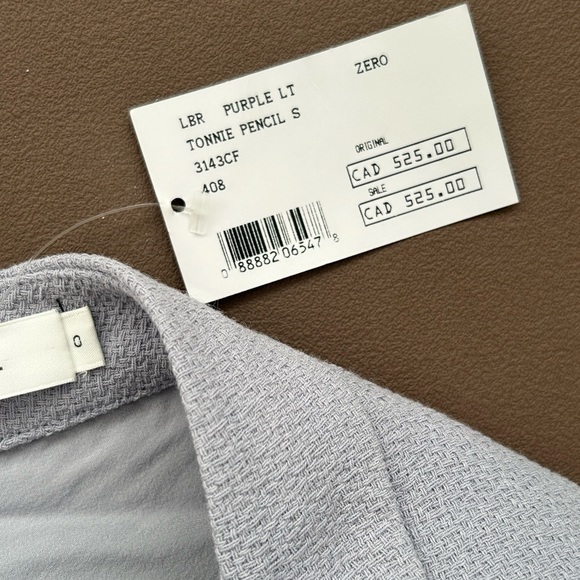 LBR PURPLE LT ZERO
TONNIE PENCIL S
3143CF
408
ORIGINAL
CAD 525.00
SALE
CAD 525.00
0 88882 06547 8
0